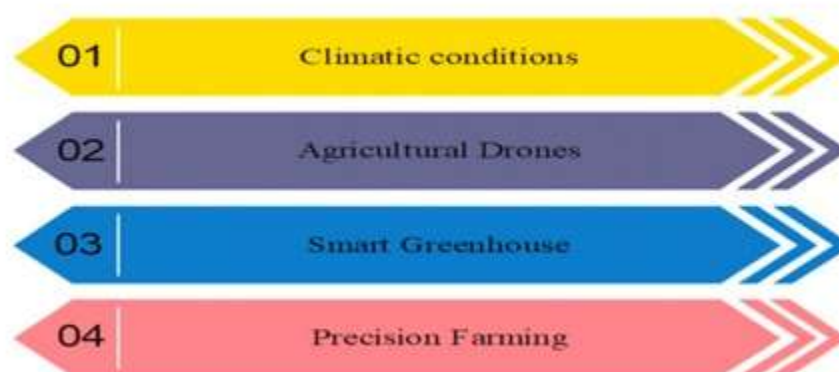 01 Climatic conditions
02 Agricultural Drones
03 Smart Greenhouse
04 Precision Farming